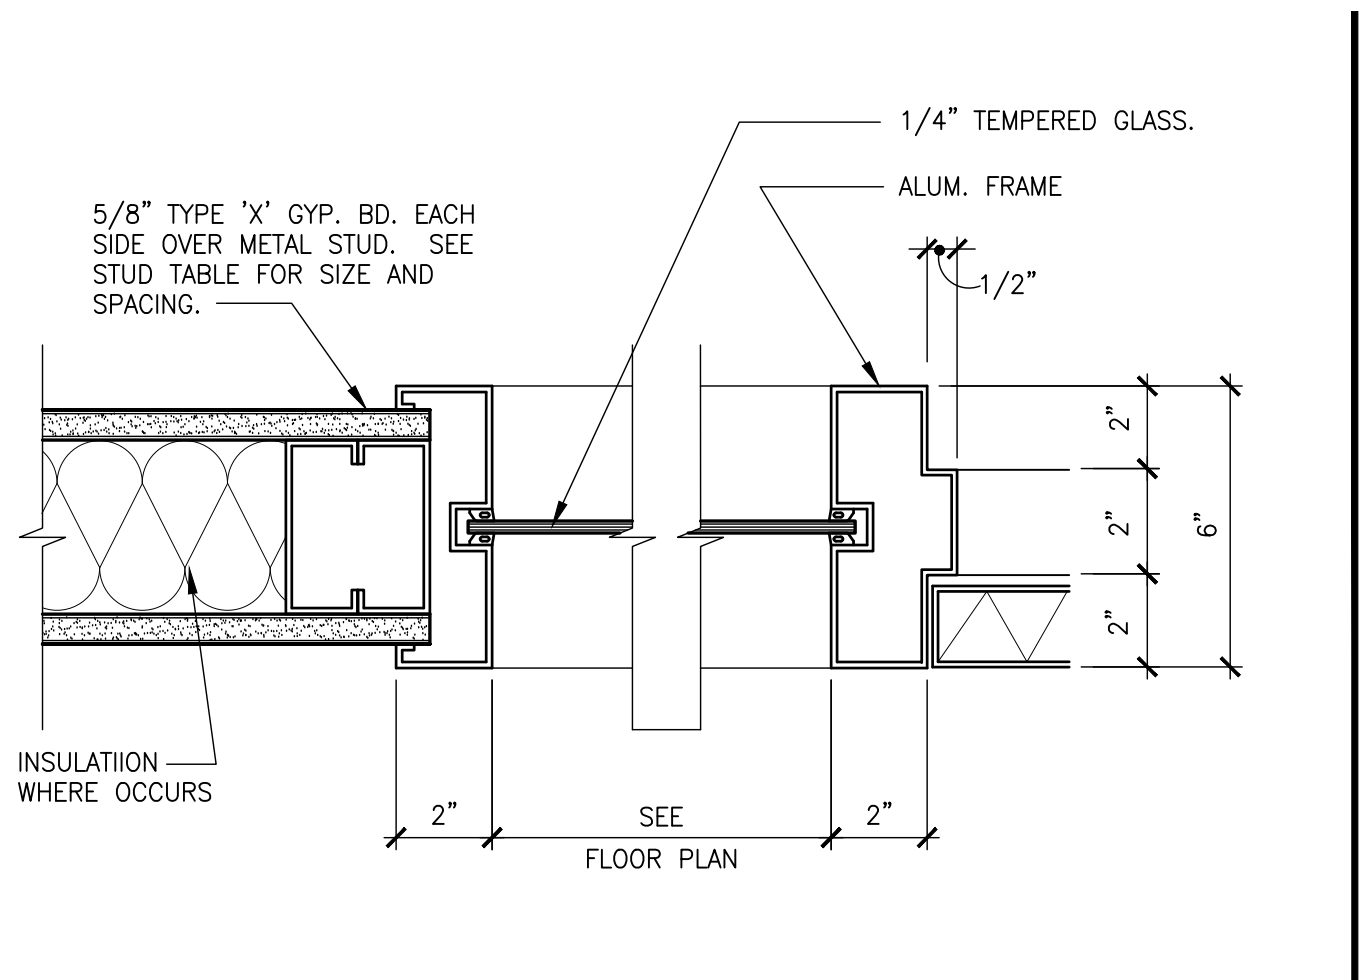 1/4” TEMPERED GLASS.
ALUM. FRAME
5/8” TYPE 'X' GYP. BD. EACH
SIDE OVER METAL STUD. SEE
STUD TABLE FOR SIZE AND
SPACING.
1/2”
2”
2”
6”
2”
INSULATIION
WHERE OCCURS
2”
SEE
FLOOR PLAN
2”